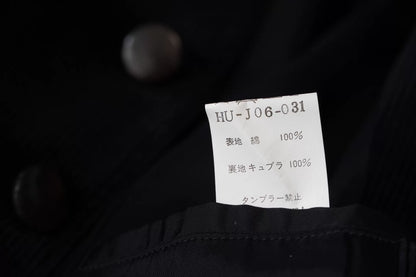 HU-J06-031
表地 綿 100%
裏地 キュプラ 100%
タンブラー禁止